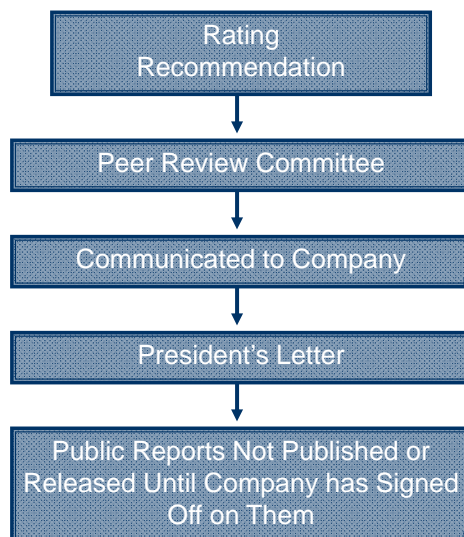 Rating
Recommendation
Peer Review Committee
Communicated to Company
President's Letter
Public Reports Not Published or
Released Until Company has Signed
Off on Them